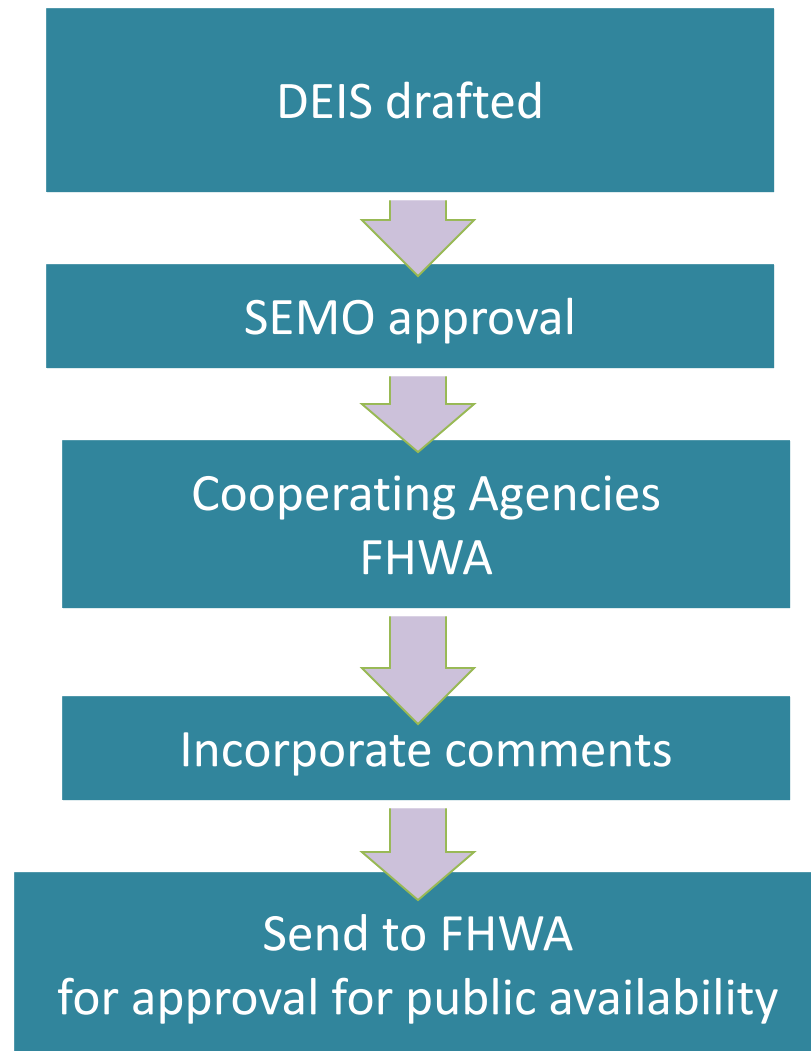 DEIS drafted
SEMO approval
Cooperating Agencies
FHWA
Incorporate comments
Send to FHWA
for approval for public availability